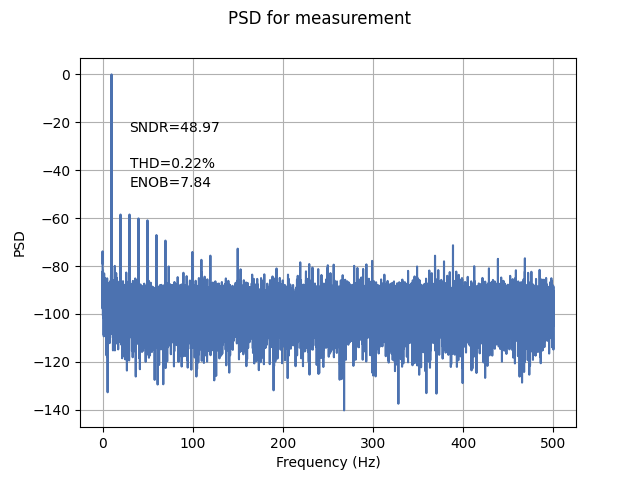 PSD for measurement
0
−20
−40
−60
−80
−100
−120
−140
PSD
SNDR=48.97
THD=0.22%
ENOB=7.84
0 100 200 300 400 500
Frequency (Hz)